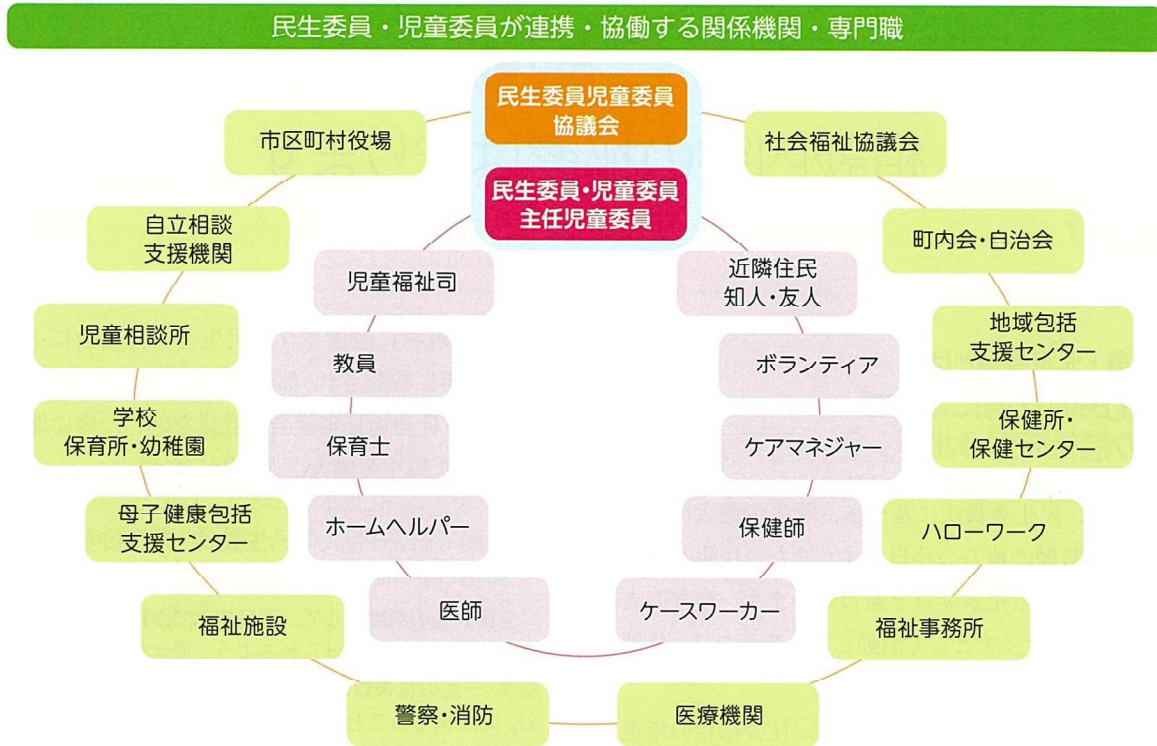 民生委員・児童委員が連携・協働する関係機関・専門職
民生委員児童委員
協議会
民生委員・児童委員
主任児童委員
市区町村役場
社会福祉協議会
自立相談
支援機関
町内会・自治会
児童福祉司
近隣住民
知人・友人
児童相談所
地域包括
支援センター
教員
ボランティア
学校
保育所・幼稚園
保健所・
保健センター
保育士
ケアマネジャー
母子健康包括
支援センター
ハローワーク
ホームヘルパー
保健師
福祉施設
福祉事務所
医師
ケースワーカー
警察・消防
医療機関